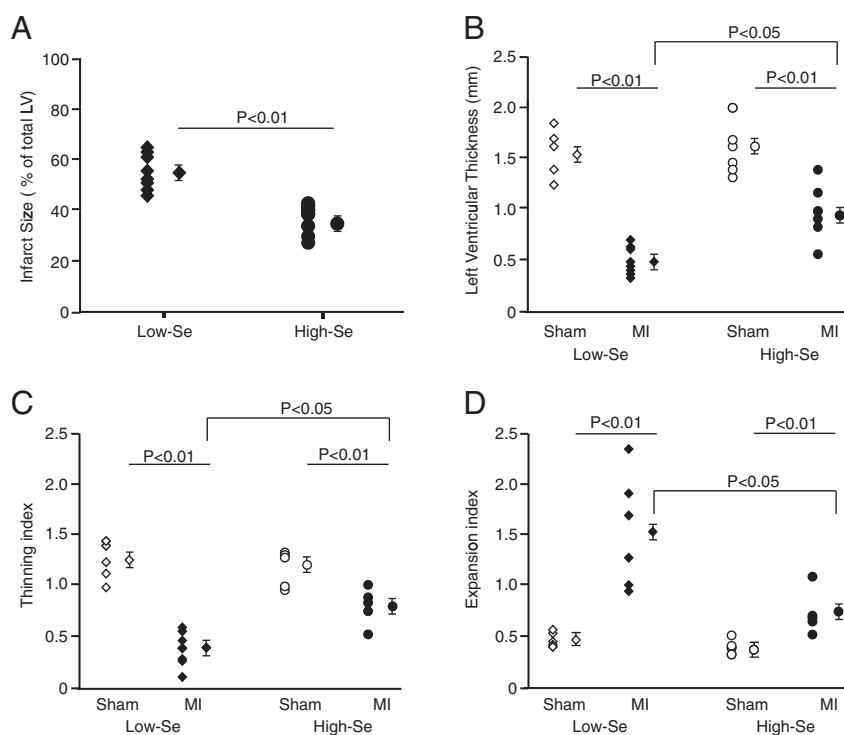 A
Infarct Size ( % of total LV)
100
80
60
40
20
0
P<0.01
Low-Se High-Se
B
Left Ventricular Thickness (mm)
2.5
2.0
1.5
1.0
0.5
0
P<0.05
P<0.01 P<0.01
Sham MI Sham MI
Low-Se High-Se
C
Thinning index
2.5
2.0
1.5
1.0
0.5
0
P<0.05
P<0.01 P<0.01
Sham MI Sham MI
Low-Se High-Se
D
Expansion index
2.5
2.0
1.5
1.0
0.5
0
P<0.01 P<0.01
P<0.05
Sham MI Sham MI
Low-Se High-Se